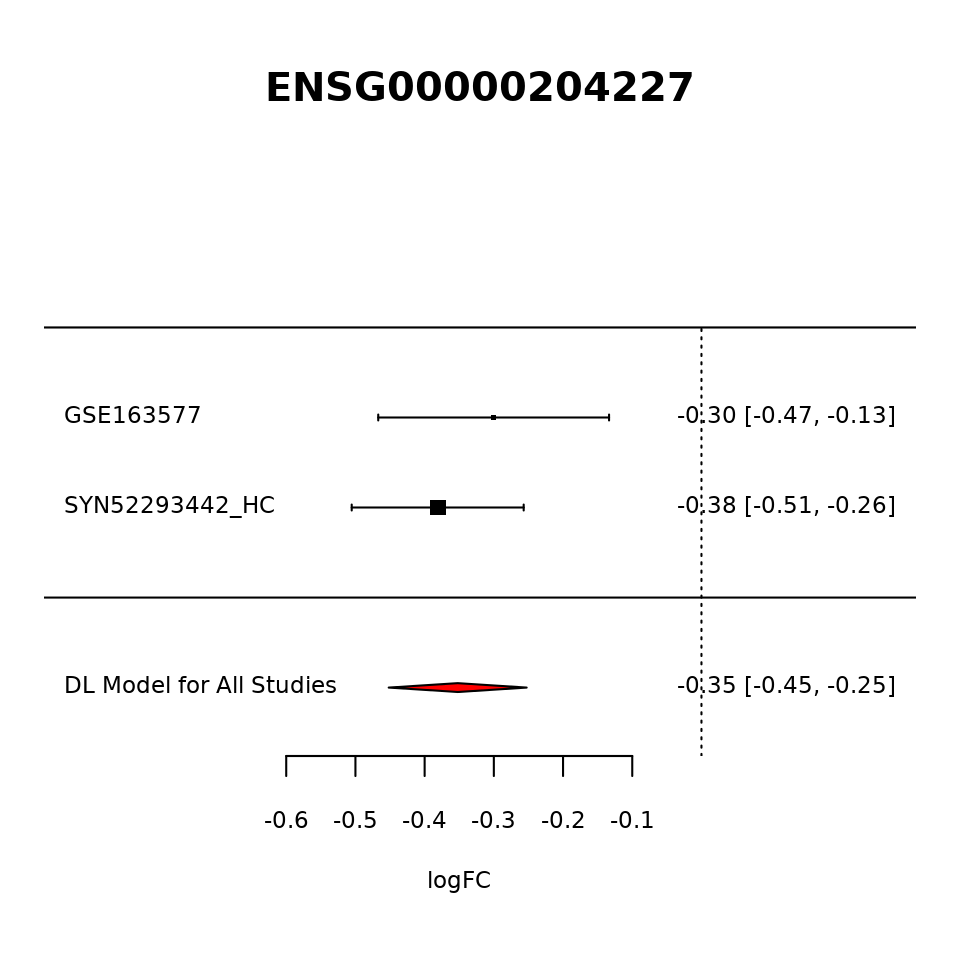 ENSG00000204227
GSE163577 -0.30 [-0.47, -0.13]
SYN52293442_HC -0.38 [-0.51, -0.26]
DL Model for All Studies -0.35 [-0.45, -0.25]
-0.6 -0.5 -0.4 -0.3 -0.2 -0.1
logFC